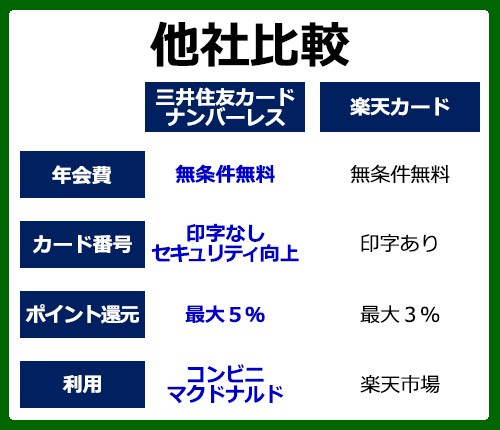 他社比較
三井住友カード
ナンバーレス
楽天カード
年会費
無条件無料
無条件無料
カード番号
印字なし
セキュリティ向上
印字あり
ポイント還元
最大５％
最大３％
利用
コンビニ
マクドナルド
楽天市場